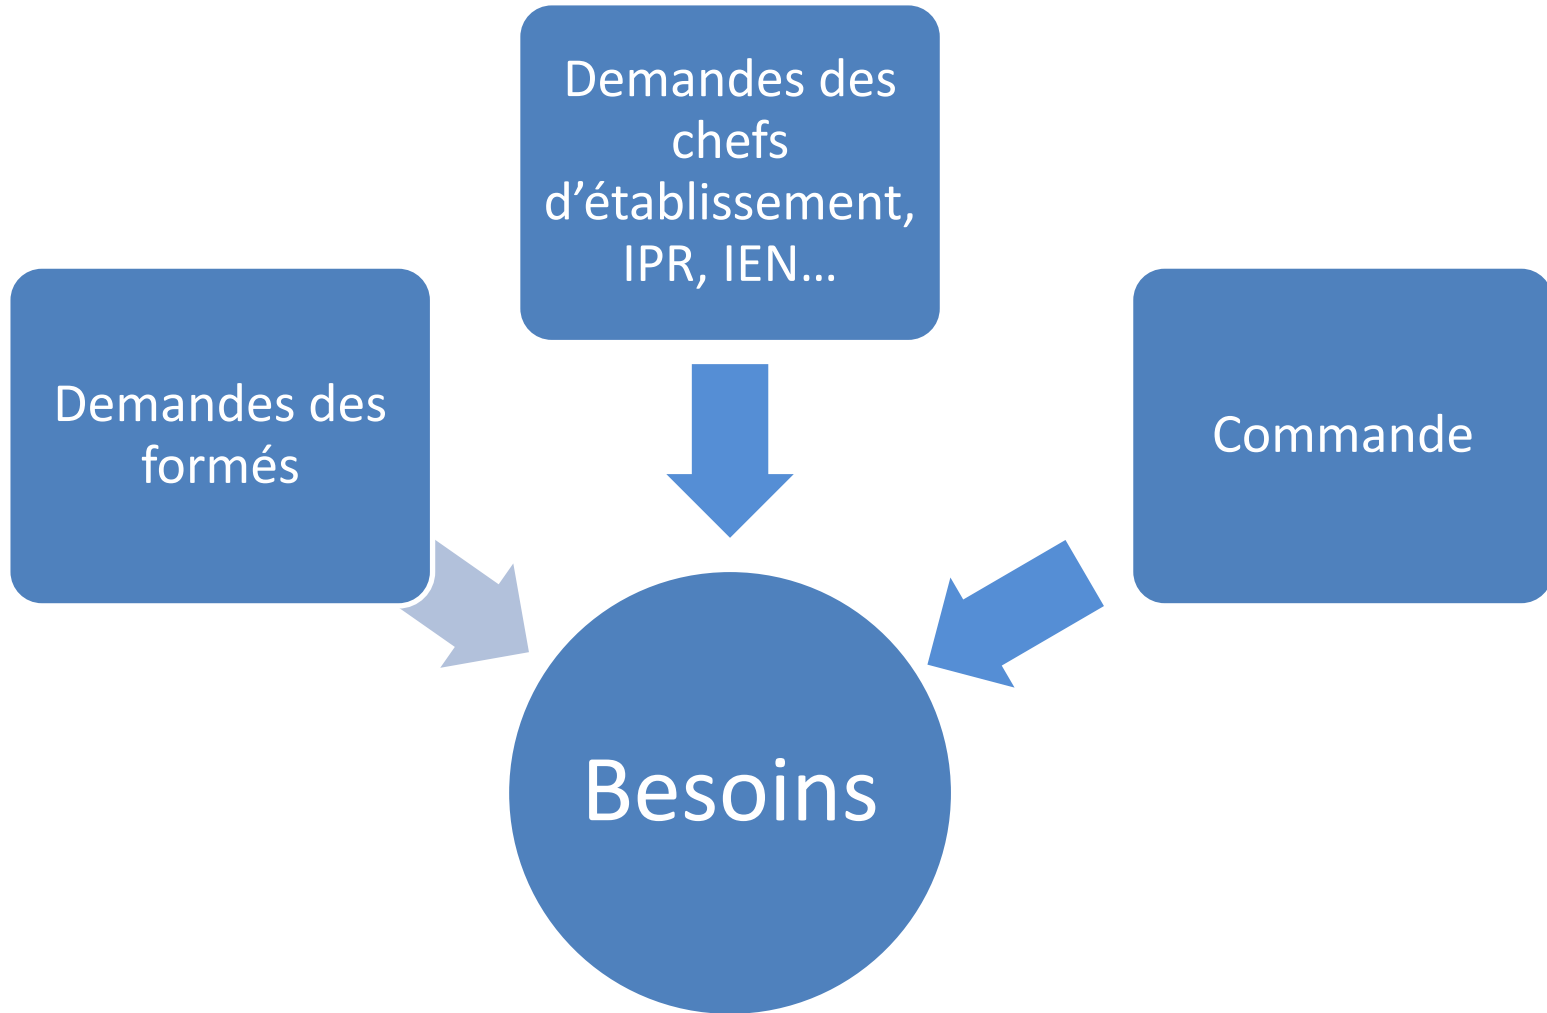 Demandes des
chefs
d’établissement,
IPR, IEN…
Demandes des
formés
Commande
Besoins